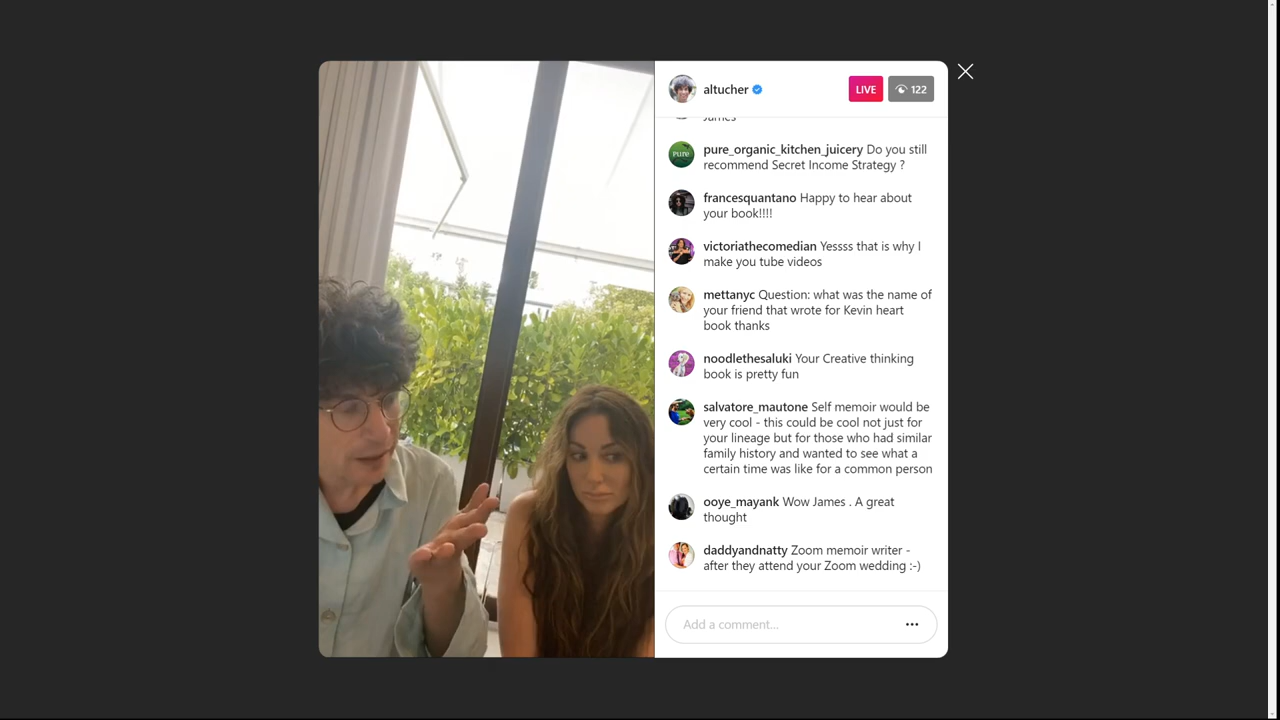 altucher
LIVE
122
James
pure_organic_kitchen_juicery Do you still
recommend Secret Income Strategy ?
francesquantano Happy to hear about
your book!!!!
victoriathecomedian Yessss that is why I
make you tube videos
mettanyc Question: what was the name of
your friend that wrote for Kevin heart
book thanks
noodlethesaluki Your Creative thinking
book is pretty fun
salvatore_mautone Self memoir would be
very cool - this could be cool not just for
your lineage but for those who had similar
family history and wanted to see what a
certain time was like for a common person
ooye_mayank Wow James . A great
thought
daddyandnatty Zoom memoir writer -
after they attend your Zoom wedding :-)
Add a comment...